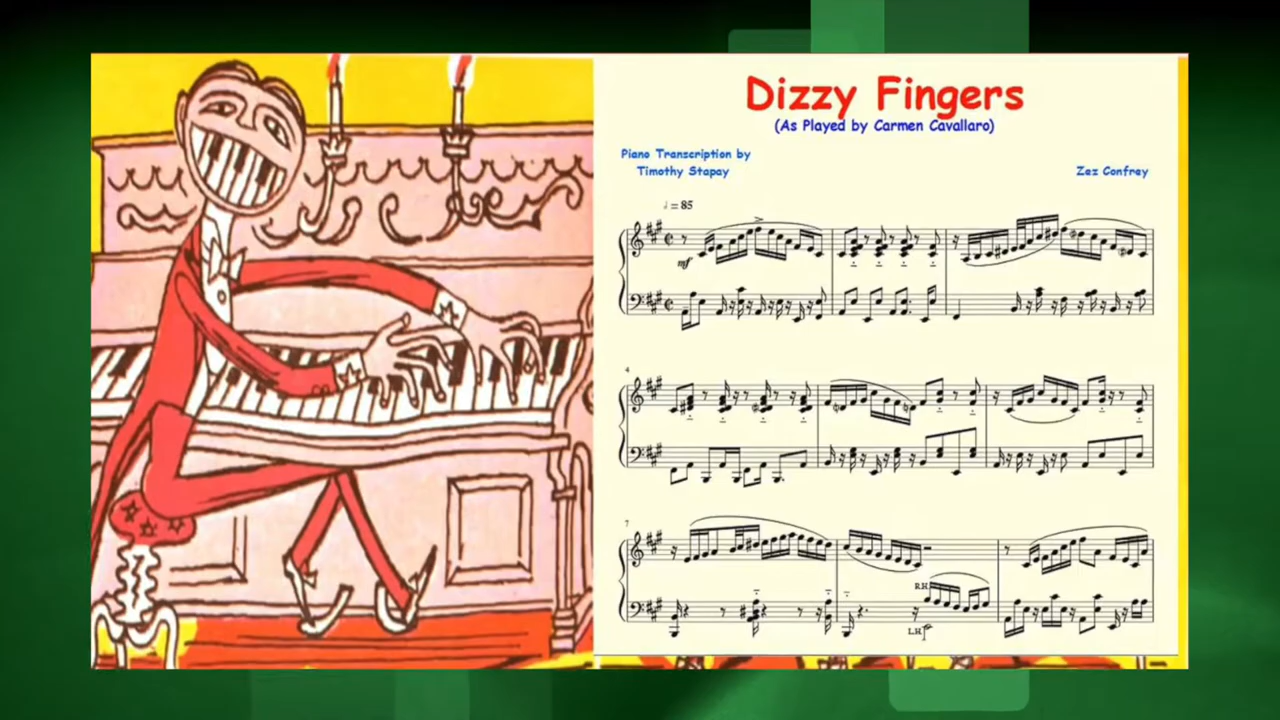 Dizzy Fingers
(As Played by Carmen Cavallaro)
Piano Transcription by
Timothy Stapay
Zez Confrey
= 85
mf
4
7
R.H.
L.H.